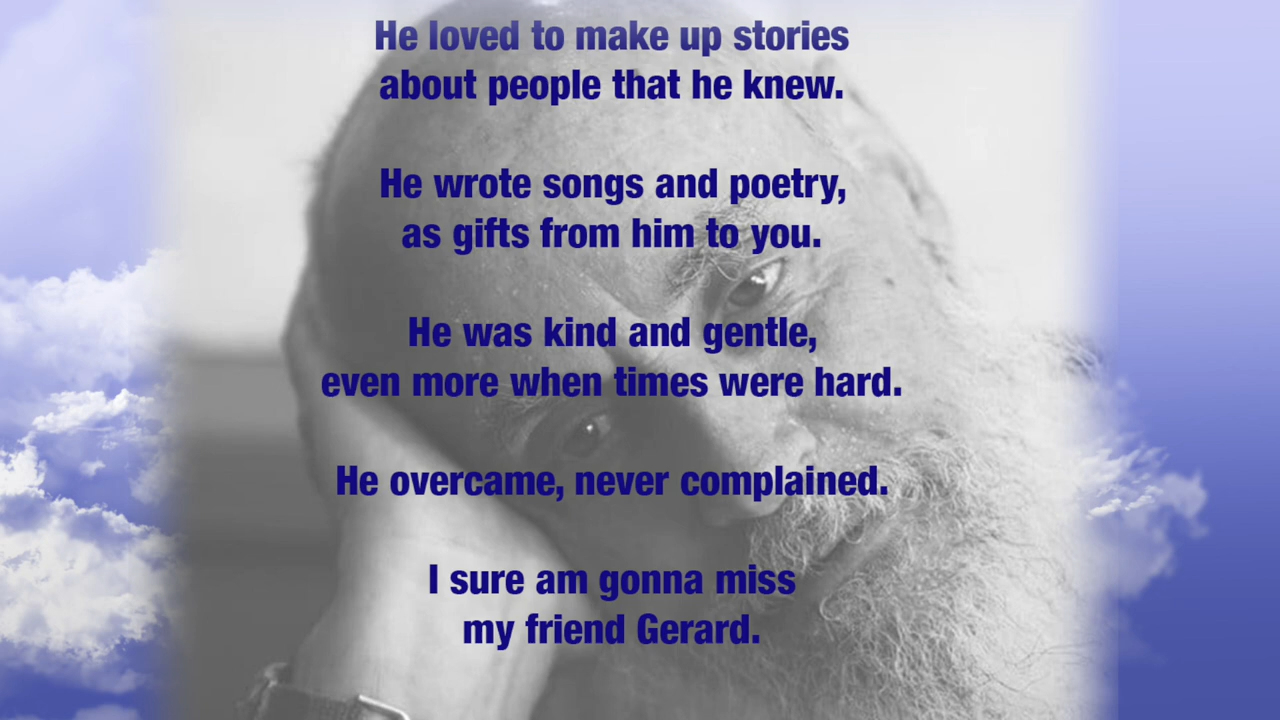 He loved to make up stories
about people that he knew.
He wrote songs and poetry,
as gifts from him to you.
He was kind and gentle,
even more when times were hard.
He overcame, never complained.
I sure am gonna miss
my friend Gerard.